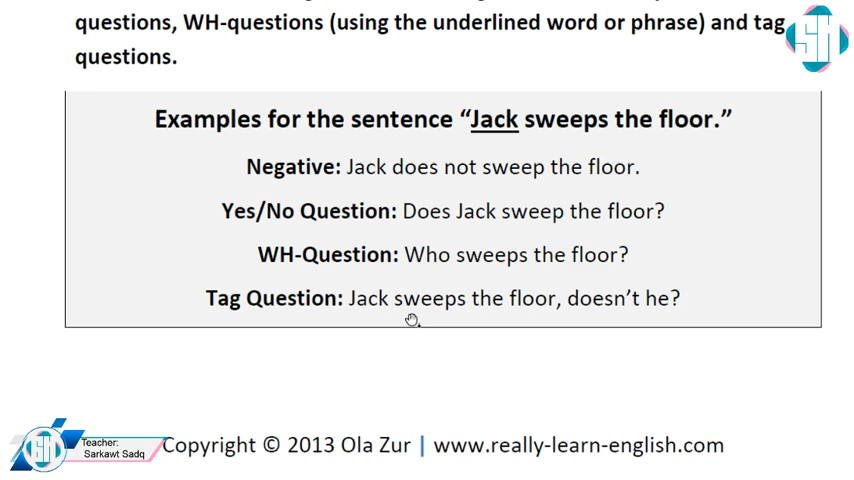 questions, WH-questions (using the underlined word or phrase) and tag
questions.
SH
Examples for the sentence “Jack sweeps the floor.”
Negative: Jack does not sweep the floor.
Yes/No Question: Does Jack sweep the floor?
WH-Question: Who sweeps the floor?
Tag Question: Jack sweeps the floor, doesn’t he?
SH
Teacher:
Sarkawt Sadq
Copyright © 2013 Ola Zur | www.really-learn-english.com